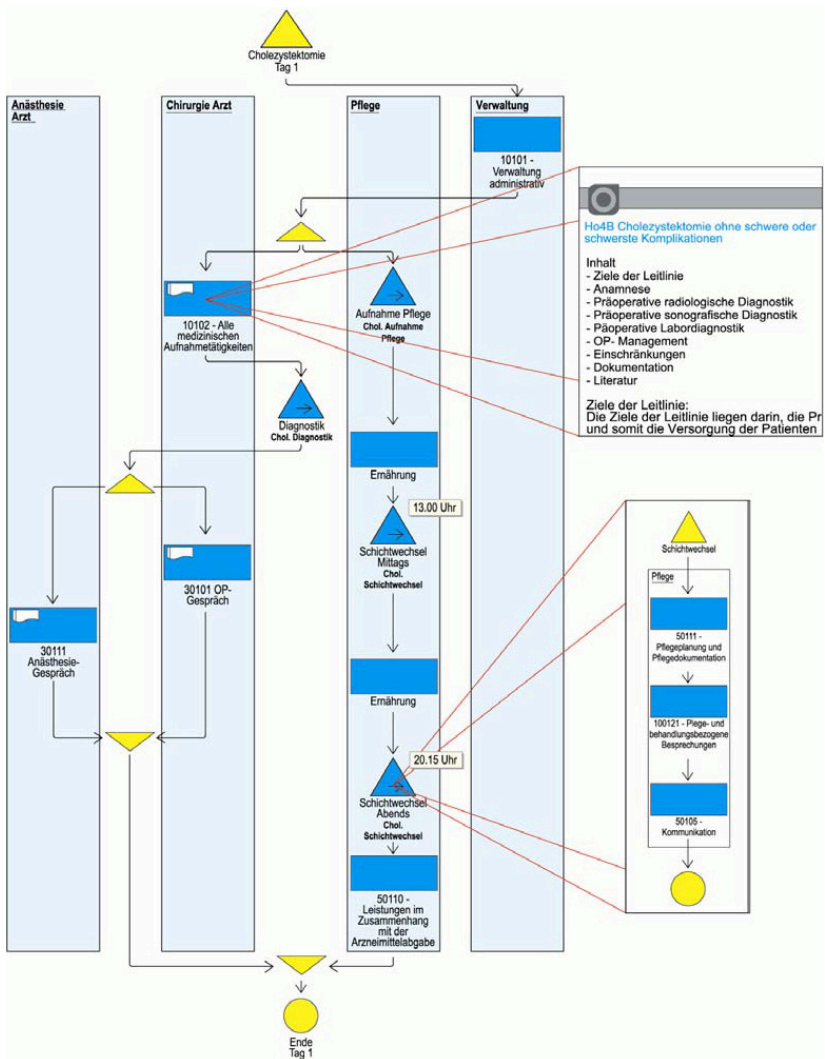 Cholezystektomie
Tag 1
Anästhesie
Arzt
Chirurgie Arzt
Pflege
Verwaltung
10101 -
Verwaltung
administrativ
Ho4B Cholezystektomie ohne schwere oder
schwerste Komplikationen
Inhalt
- Ziele der Leitlinie
- Anamnese
- Präoperative radiologische Diagnostik
- Präoperative sonografische Diagnostik
- Päoperative Labordiagnostik
- OP- Management
- Einschränkungen
- Dokumentation
- Literatur
Ziele der Leitlinie:
Die Ziele der Leitlinie liegen darin, die Pr
und somit die Versorgung der Patienten
10102 - Alle
medizinischen
Aufnahmetätigkeiten
Aufnahme Pflege
Chol. Aufnahme
Pflege
Diagnostik
Chol. Diagnostik
Ernährung
13.00 Uhr
Schichtwechsel
Mittags
Chol.
Schichtwechsel
30101 OP-
Gespräch
30111
Anästhesie-
Gespräch
Ernährung
20.15 Uhr
Schichtwechsel
Abends
Chol.
Schichtwechsel
50110 -
Leistungen im
Zusammenhang
mit der
Arzneimittelabgabe
Schichtwechsel
Pflege
50111 -
Pflegeplanung und
Pflegedokumentation
100121 - Plege- und
behandlungsbezogene
Besprechungen
50105 -
Kommunikation
Ende
Tag 1